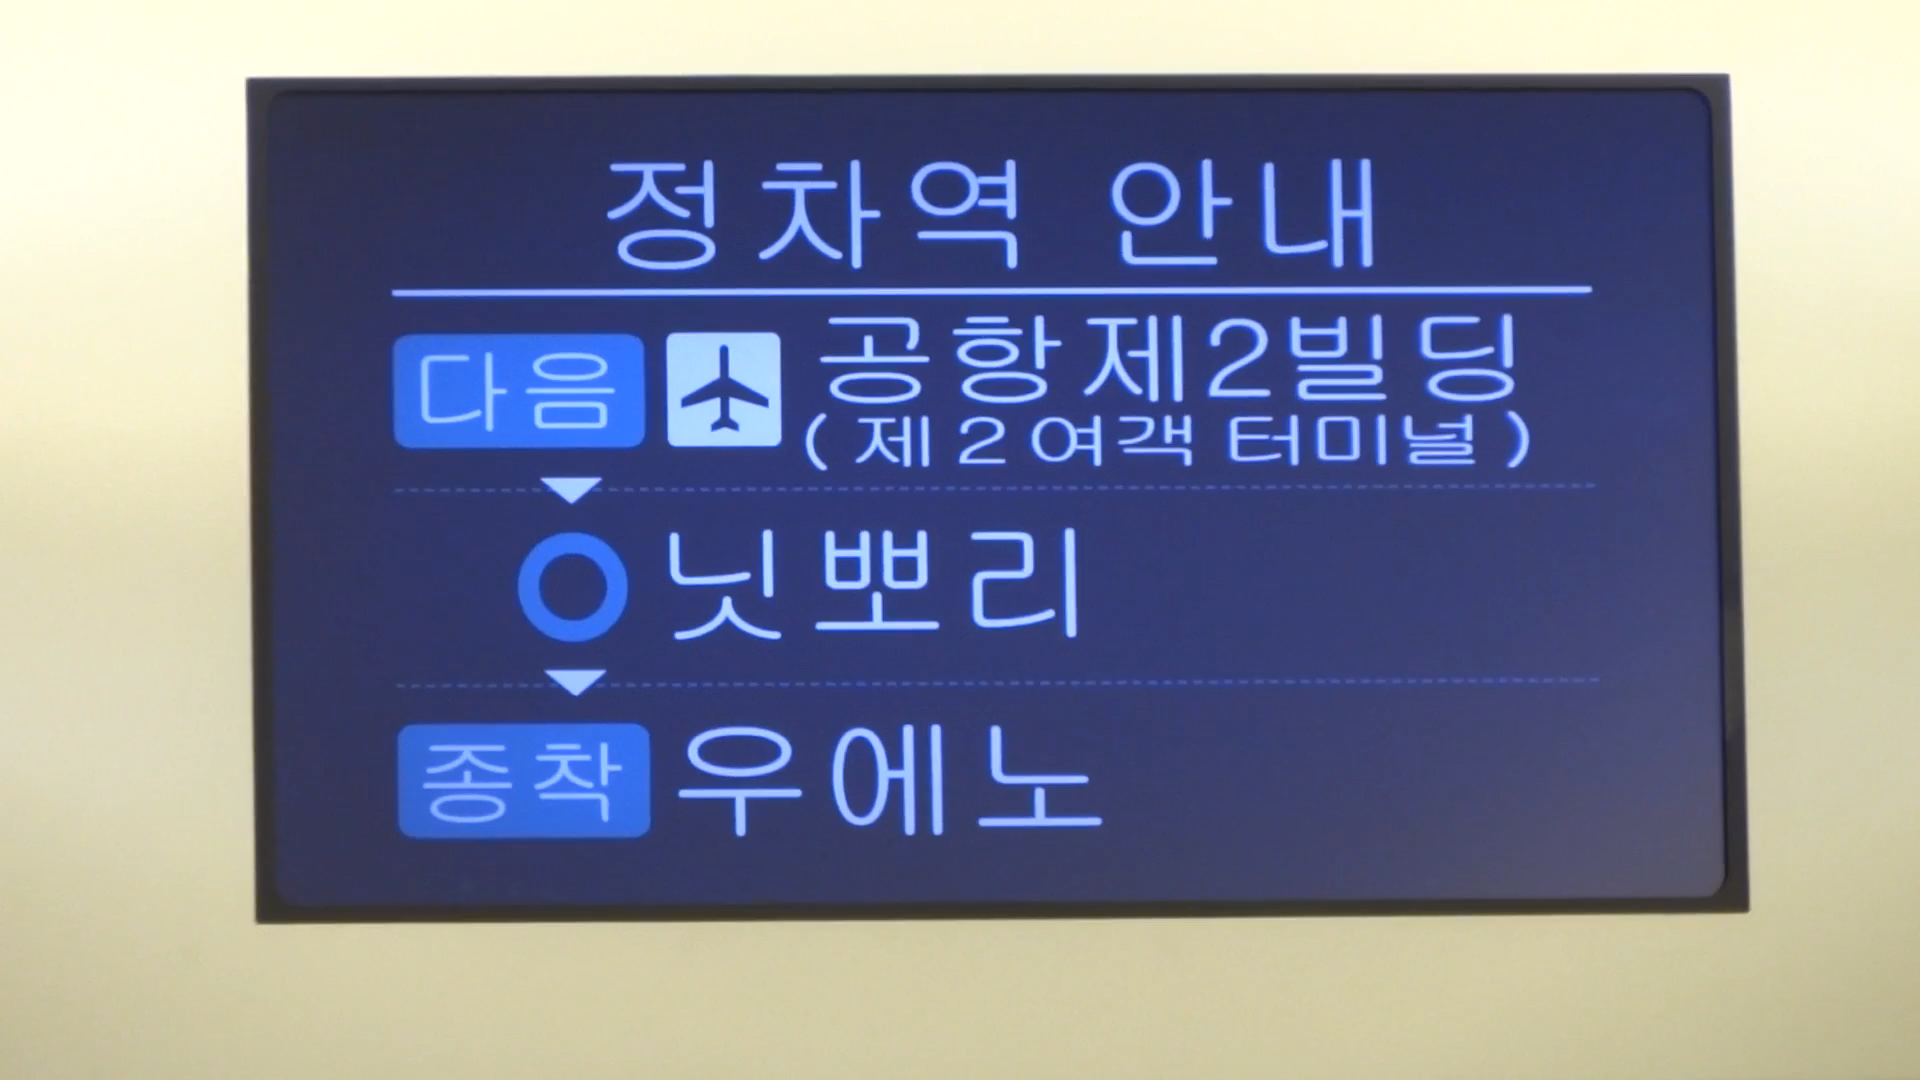 정차역 안내
다음 공항제2빌딩
(제2여객 터미널)
닛뽀리
종착 우에노